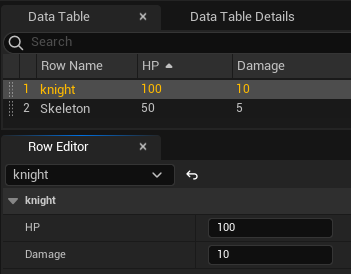 Data Table × Data Table Details
Search
Row Name HP Damage
1 knight 100 10
2 Skeleton 50 5
Row Editor ×
knight
knight
HP 100
Damage 10